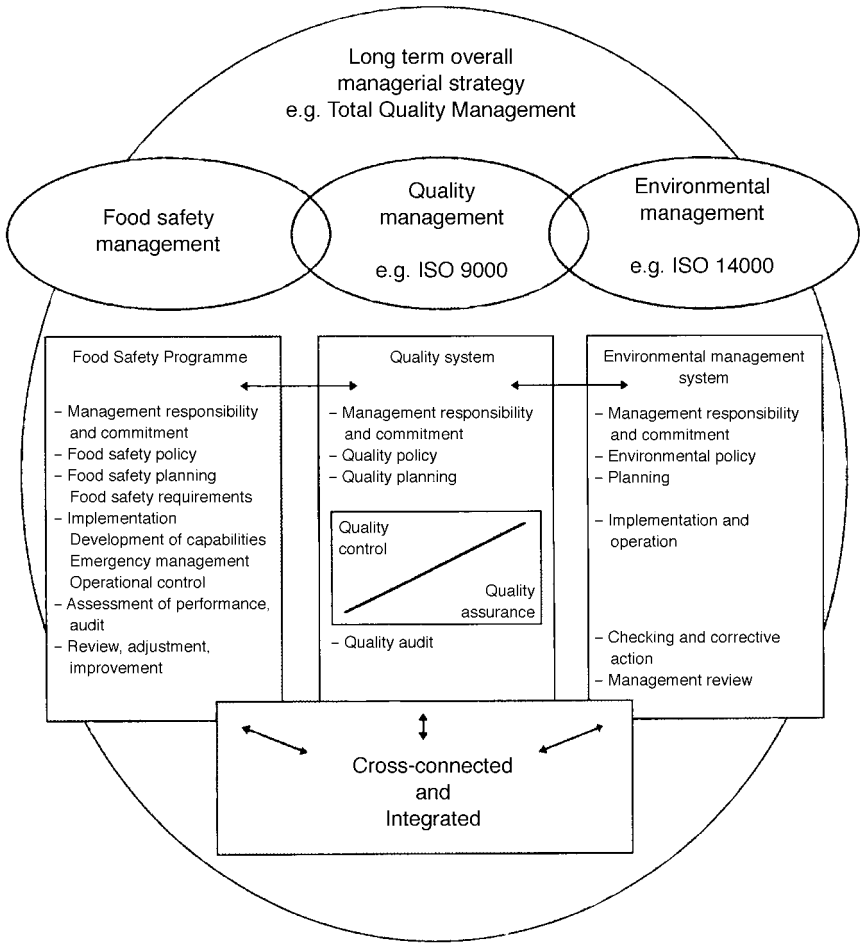 Long term overall
managerial strategy
e.g. Total Quality Management
Food safety
management
Quality
management
e.g. ISO 9000
Environmental
management
e.g. ISO 14000
Food Safety Programme
– Management responsibility
and commitment
– Food safety policy
– Food safety planning
Food safety requirements
– Implementation
Development of capabilities
Emergency management
Operational control
– Assessment of performance,
audit
– Review, adjustment,
improvement
Quality system
– Management responsibility
and commitment
– Quality policy
– Quality planning
Quality
control
Quality
assurance
– Quality audit
Environmental management
system
– Management responsibility
and commitment
– Environmental policy
– Planning
– Implementation and
operation
– Checking and corrective
action
– Management review
Cross-connected
and
Integrated